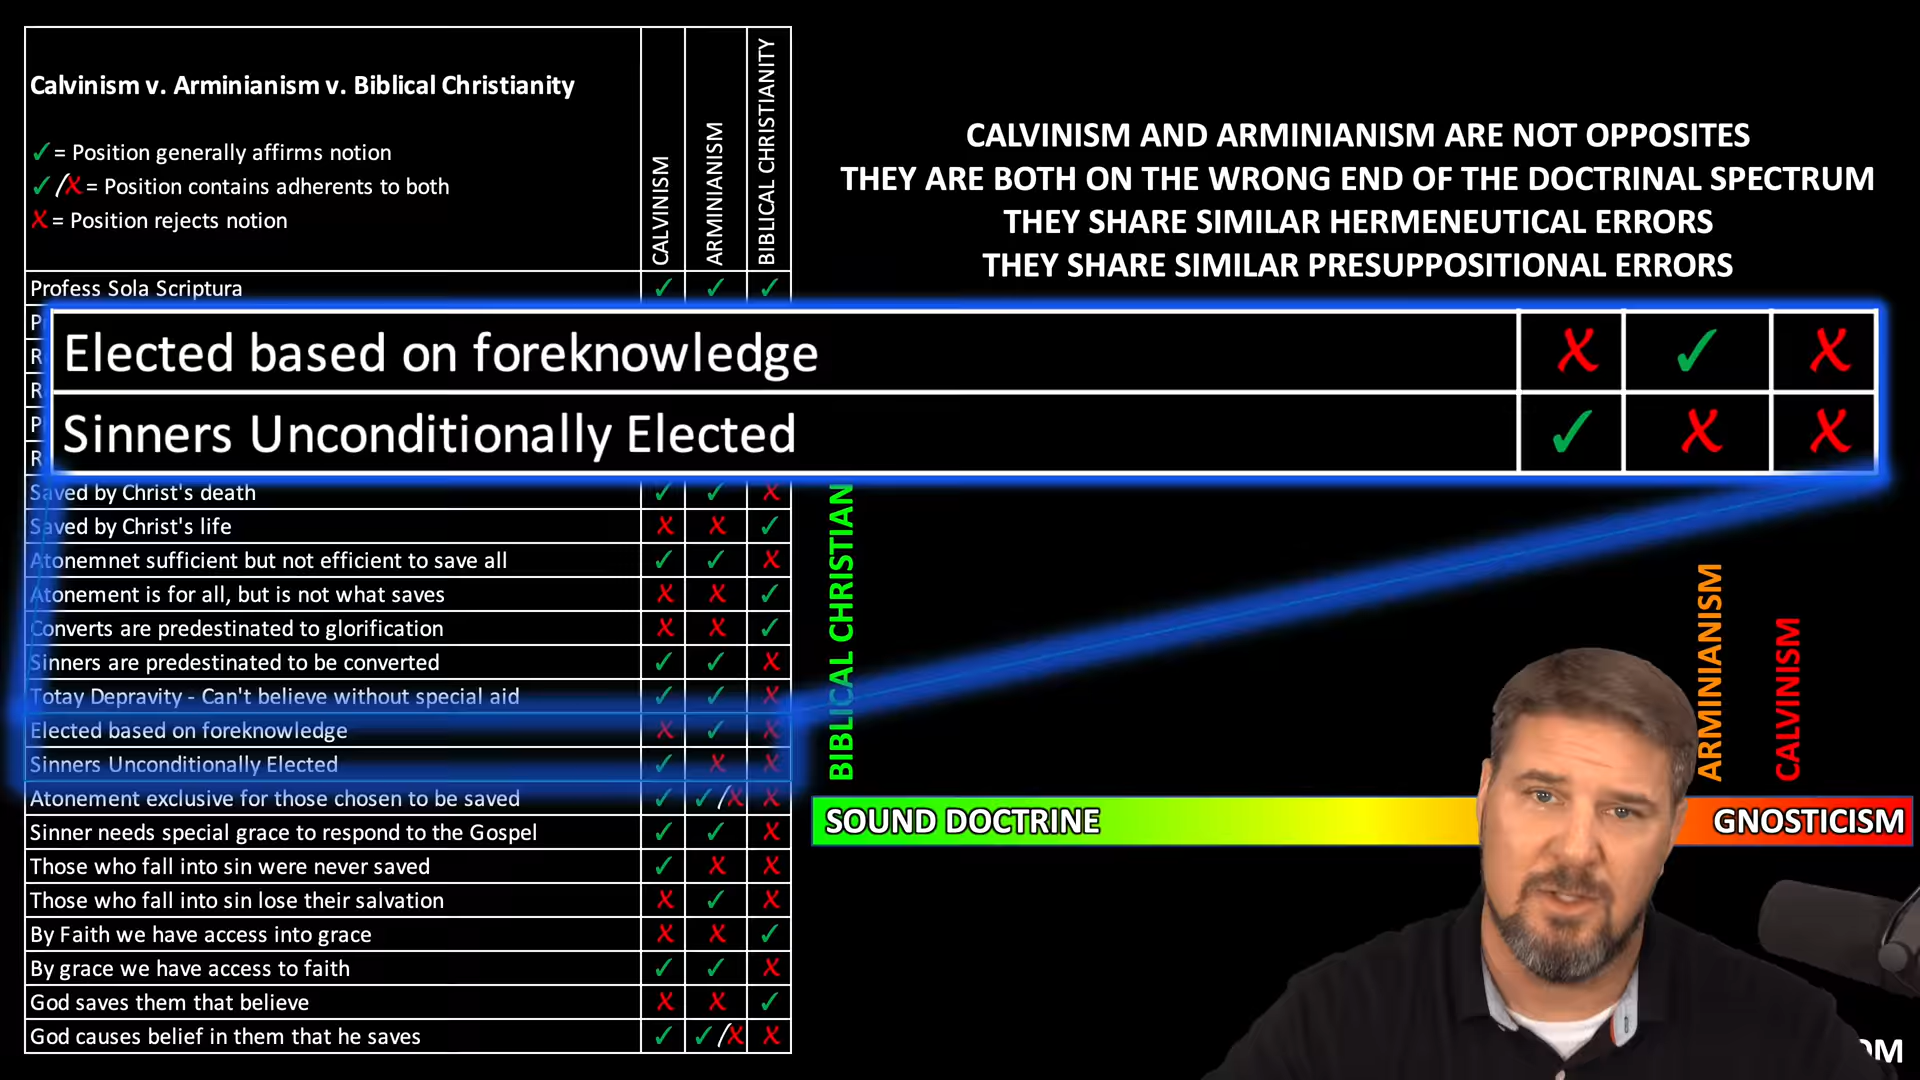 Calvinism v. Arminianism v. Biblical Christianity
✓ = Position generally affirms notion
✓/✗ = Position contains adherents to both
✗ = Position rejects notion
CALVINISM
ARMINIANISM
BIBLICAL CHRISTIANITY
CALVINISM AND ARMINIANISM ARE NOT OPPOSITES
THEY ARE BOTH ON THE WRONG END OF THE DOCTRINAL SPECTRUM
THEY SHARE SIMILAR HERMENEUTICAL ERRORS
THEY SHARE SIMILAR PRESUPPOSITIONAL ERRORS
Profess Sola Scriptura ✓ ✓ ✓
Elected based on foreknowledge ✗ ✓ ✗
Sinners Unconditionally Elected ✓ ✗ ✗
Saved by Christ's death ✓ ✓ ✗
Saved by Christ's life ✗ ✗ ✓
Atonemnet sufficient but not efficient to save all ✓ ✓ ✗
Atonement is for all, but is not what saves ✗ ✗ ✓
Converts are predestinated to glorification ✗ ✗ ✓
Sinners are predestinated to be converted ✓ ✓ ✗
Totay Depravity - Can't believe without special aid ✓ ✓ ✗
Elected based on foreknowledge ✗ ✓ ✗
Sinners Unconditionally Elected ✓ ✗ ✗
Atonement exclusive for those chosen to be saved ✓ ✓/✗ ✗
Sinner needs special grace to respond to the Gospel ✓ ✓ ✗
Those who fall into sin were never saved ✓ ✗ ✗
Those who fall into sin lose their salvation ✗ ✓ ✗
By Faith we have access into grace ✗ ✗ ✓
By grace we have access to faith ✓ ✓ ✗
God saves them that believe ✗ ✗ ✓
God causes belief in them that he saves ✓ ✓/✗ ✗
BIBLICAL CHRISTIAN
ARMINIANISM
CALVINISM
SOUND DOCTRINE
GNOSTICISM